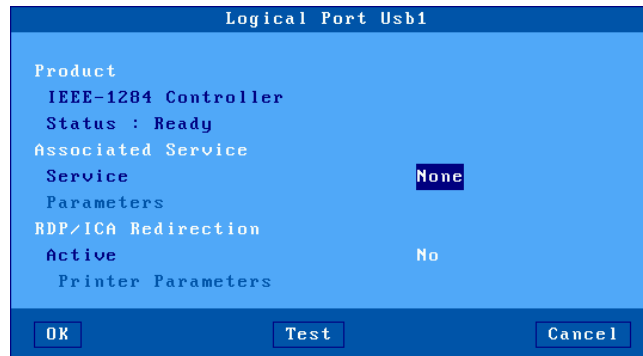 Logical Port Usb1
Product
IEEE-1284 Controller
Status : Ready
Associated Service
Service None
Parameters
RDP/ICA Redirection
Active No
Printer Parameters
OK Test Cancel